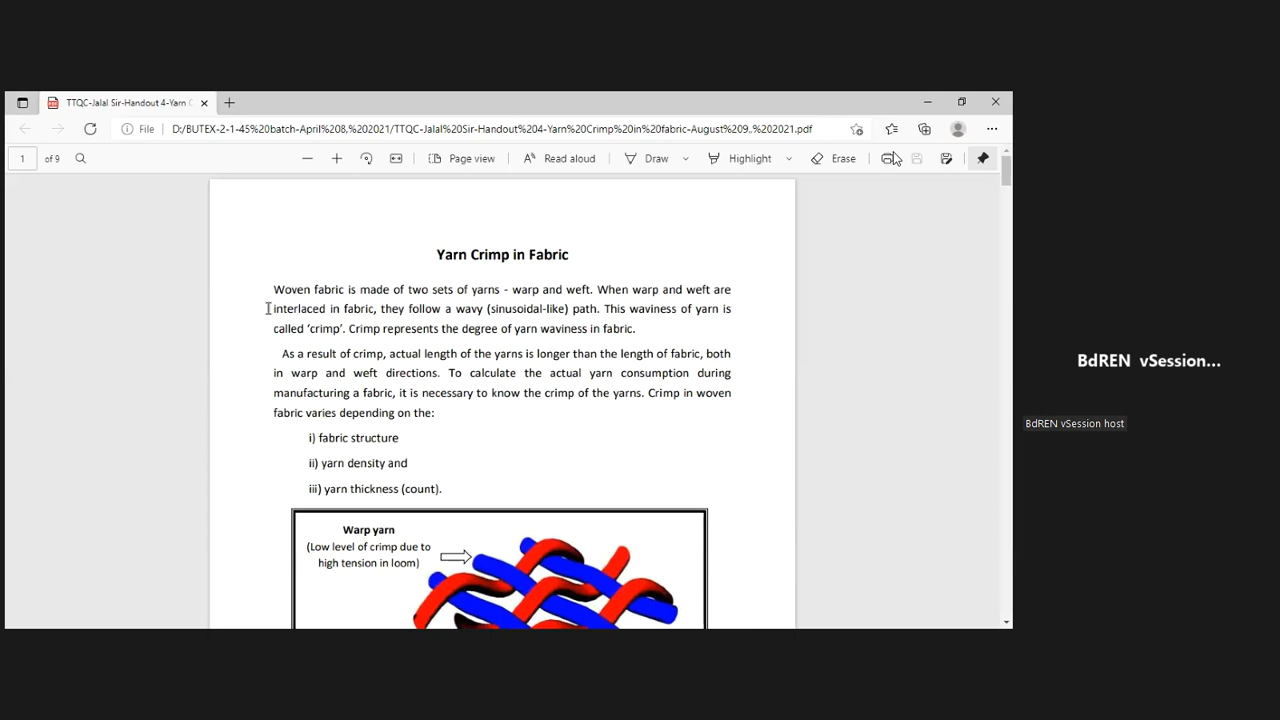 TTQC-Jalal Sir-Handout 4-Yarn C
File D:/BUTEX-2-1-45%20batch-April%208,%202021/TTQC-Jalal%20Sir-Handout%204-Yarn%20Crimp%20in%20fabric-August%209..%202021.pdf
1 of 9 Page view Read aloud Draw Highlight Erase
Yarn Crimp in Fabric
Woven fabric is made of two sets of yarns - warp and weft. When warp and weft are
interlaced in fabric, they follow a wavy (sinusoidal-like) path. This waviness of yarn is
called ‘crimp’. Crimp represents the degree of yarn waviness in fabric.
As a result of crimp, actual length of the yarns is longer than the length of fabric, both
in warp and weft directions. To calculate the actual yarn consumption during
manufacturing a fabric, it is necessary to know the crimp of the yarns. Crimp in woven
fabric varies depending on the:
i) fabric structure
ii) yarn density and
iii) yarn thickness (count).
Warp yarn
(Low level of crimp due to
high tension in loom)
BdREN vSession...
BdREN vSession host